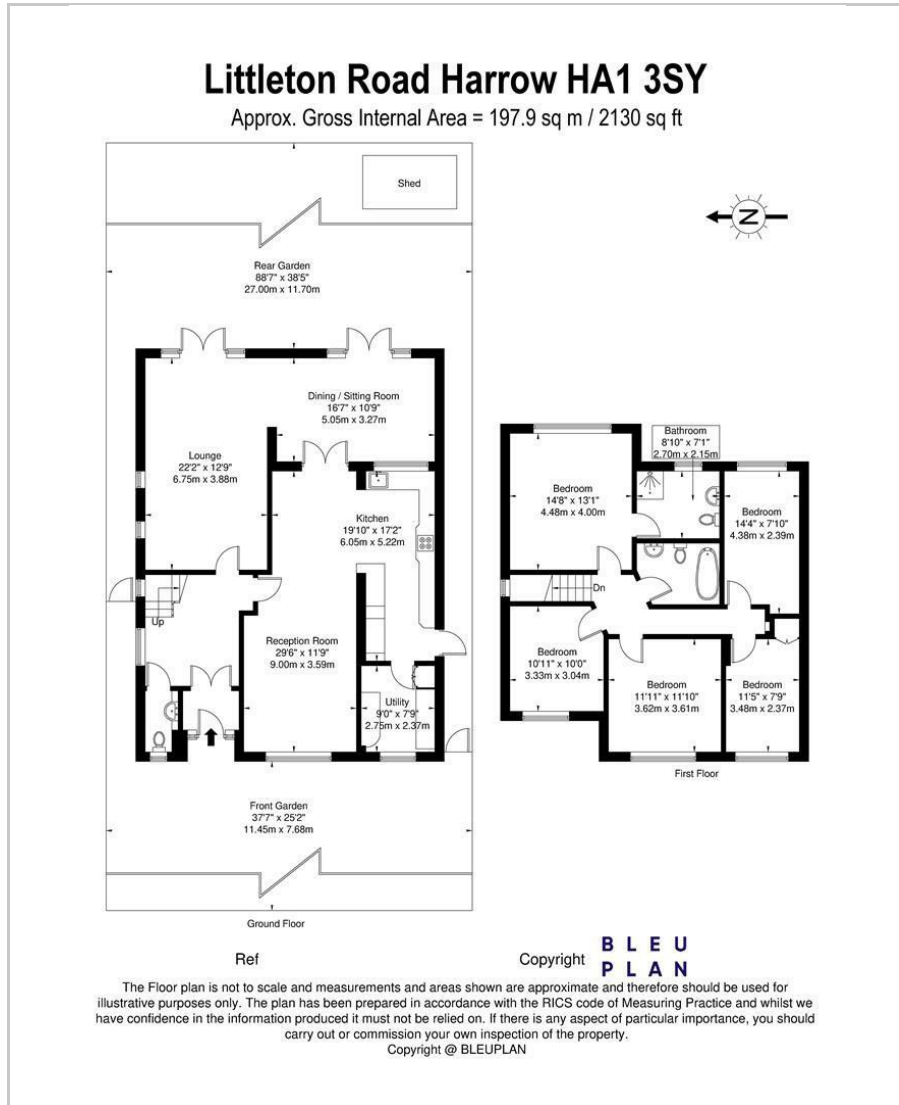 Littleton Road Harrow HA1 3SY
Approx. Gross Internal Area = 197.9 sq m / 2130 sq ft
Shed
N
Rear Garden
88'7" x 38'5"
27.00m x 11.70m
Dining / Sitting Room
16'7" x 10'9"
5.05m x 3.27m
Lounge
22'2" x 12'9"
6.75m x 3.88m
Kitchen
19'10" x 17'2"
6.05m x 5.22m
Up
Reception Room
29'6" x 11'9"
9.00m x 3.59m
Utility
9'0" x 7'9"
2.75m x 2.37m
Front Garden
37'7" x 25'2"
11.45m x 7.68m
Ground Floor
Bathroom
8'10" x 7'1"
2.70m x 2.15m
Bedroom
14'8" x 13'1"
4.48m x 4.00m
Bedroom
14'4" x 7'10"
4.38m x 2.39m
Dn
Bedroom
10'11" x 10'0"
3.33m x 3.04m
Bedroom
11'11" x 11'10"
3.62m x 3.61m
Bedroom
11'5" x 7'9"
3.48m x 2.37m
First Floor
Ref
Copyright
BLEU
PLAN
The Floor plan is not to scale and measurements and areas shown are approximate and therefore should be used for
illustrative purposes only. The plan has been prepared in accordance with the RICS code of Measuring Practice and whilst we
have confidence in the information produced it must not be relied on. If there is any aspect of particular importance, you should
carry out or commission your own inspection of the property.
Copyright @ BLEUPLAN